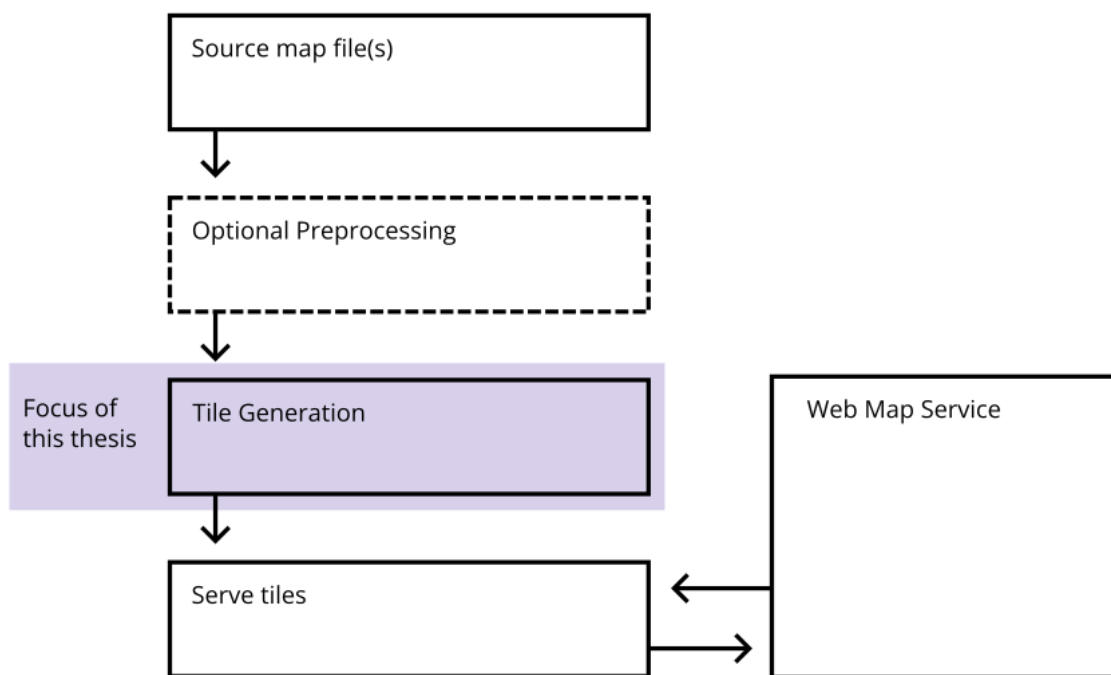 Source map file(s)
Optional Preprocessing
Focus of
this thesis
Tile Generation
Web Map Service
Serve tiles